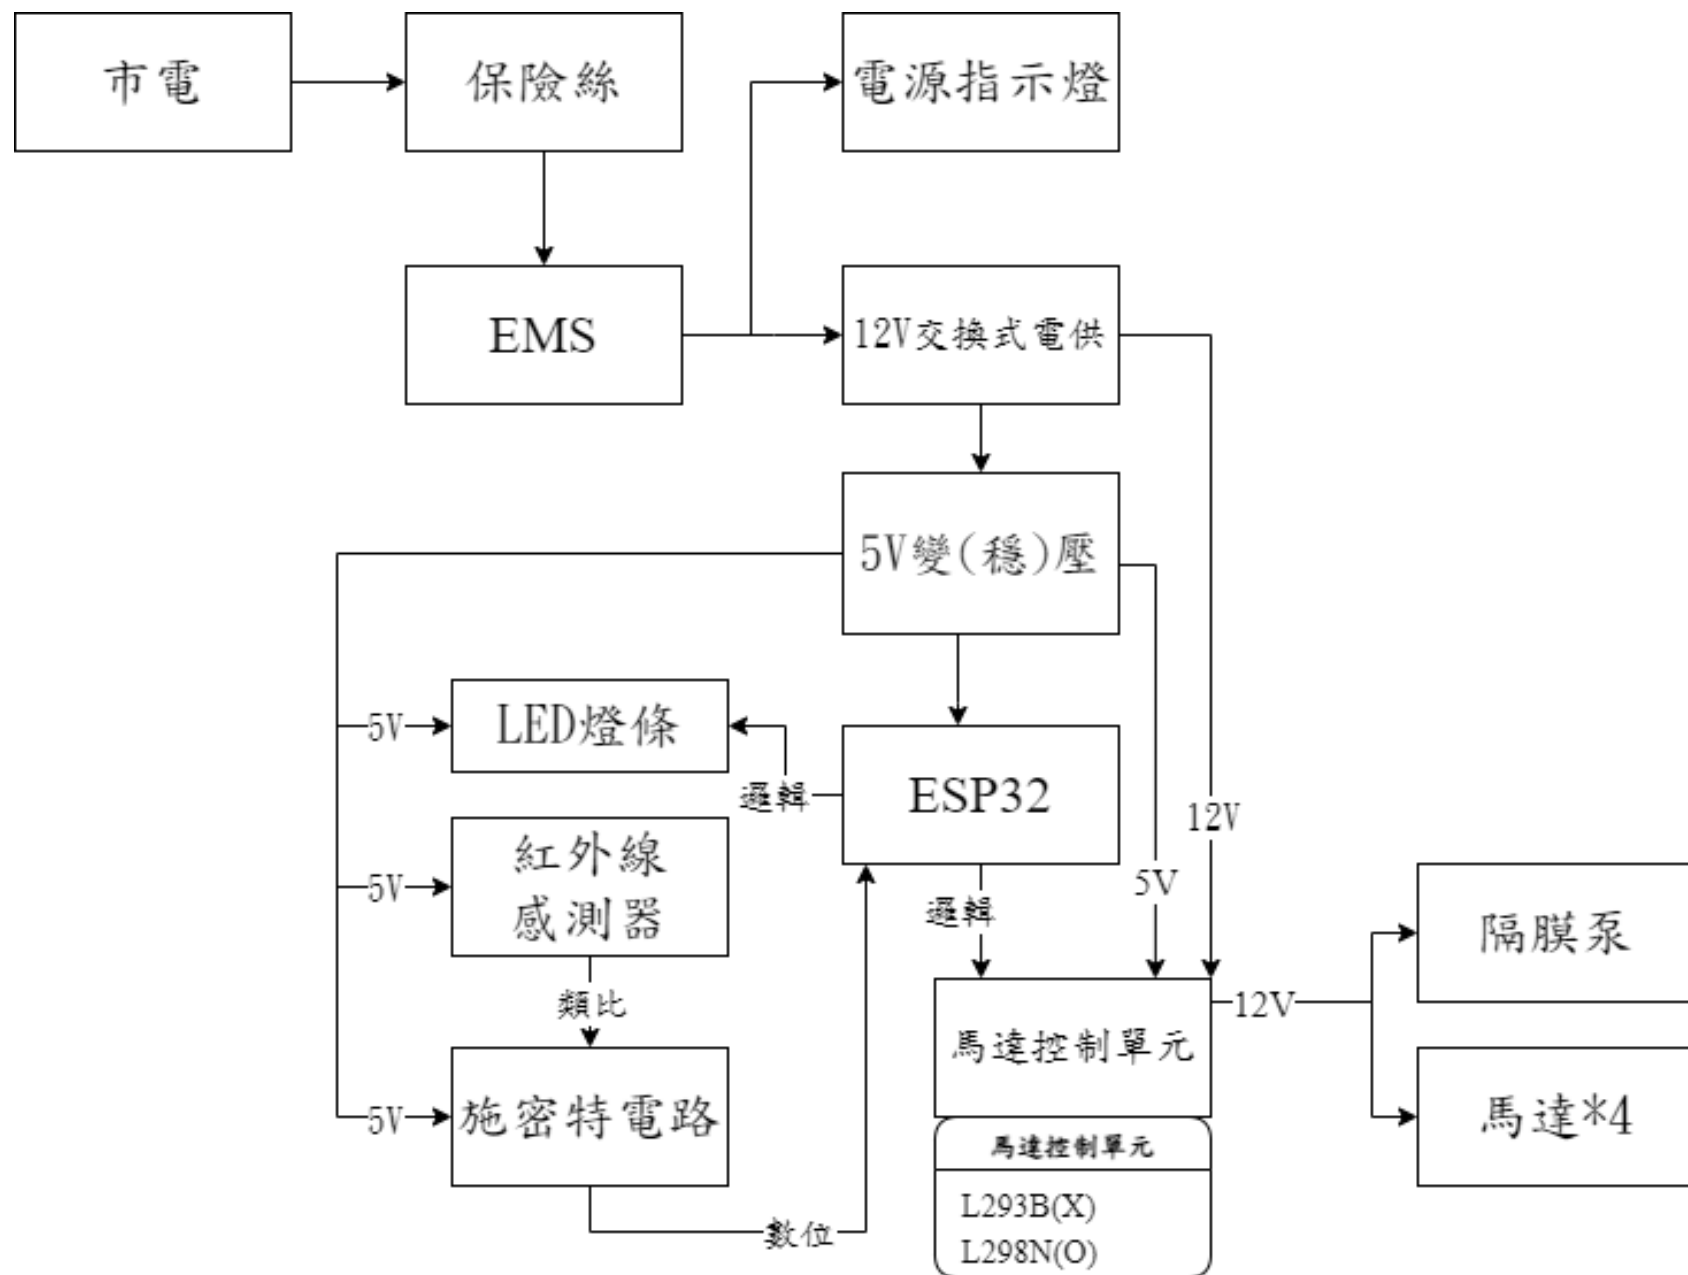 市電
保險絲
電源指示燈
EMS
12V交換式電供
5V變(穩)壓
5V
LED燈條
邏輯
ESP32
12V
5V
紅外線
感測器
5V
邏輯
隔膜泵
類比
馬達控制單元
12V
5V
施密特電路
馬達*4
馬達控制單元
L293B(X)
L298N(O)
數位